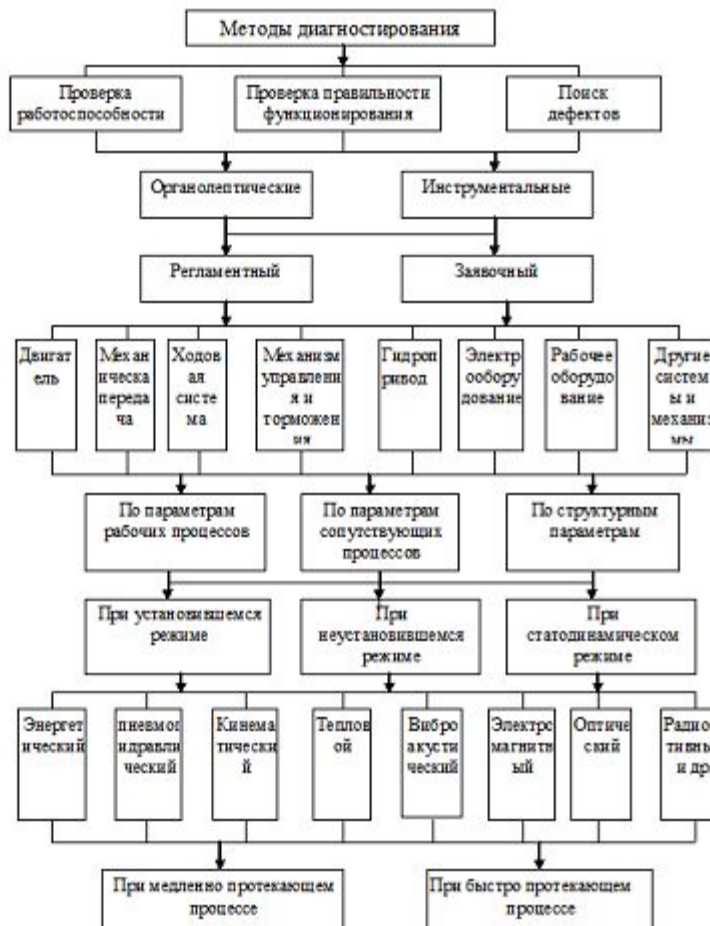 Методы диагностирования
Проверка
работоспособности
Проверка правильности
функционирования
Поиск
дефектов
Органолептические
Инструментальные
Регламентный
Заявочный
Двигат
ель
Механ
ическа
переда
ча
Ходов
ая
систе
ма
Механизм
управлени
я и
торможен
ия
Гидроп
ривод
Электр
ообору
дование
Рабочее
оборудо
вание
Другие
систем
ы и
механиз
мы
По параметрам
рабочих процессов
По параметрам
сопутствующих
процессов
По структурным
параметрам
При установившемся
режиме
При
неустановившемся
режиме
При
статодинамическом
режиме
Энергет
ический
пневмог
идравли
ческий
Кинема
тически
й
Теплов
ой
Вибро
акусти
ческий
Электро
магнитн
ый
Оптиче
ский
Радио
тивны
и др
При медленно протекающем
процессе
При быстро протекающем
процессе